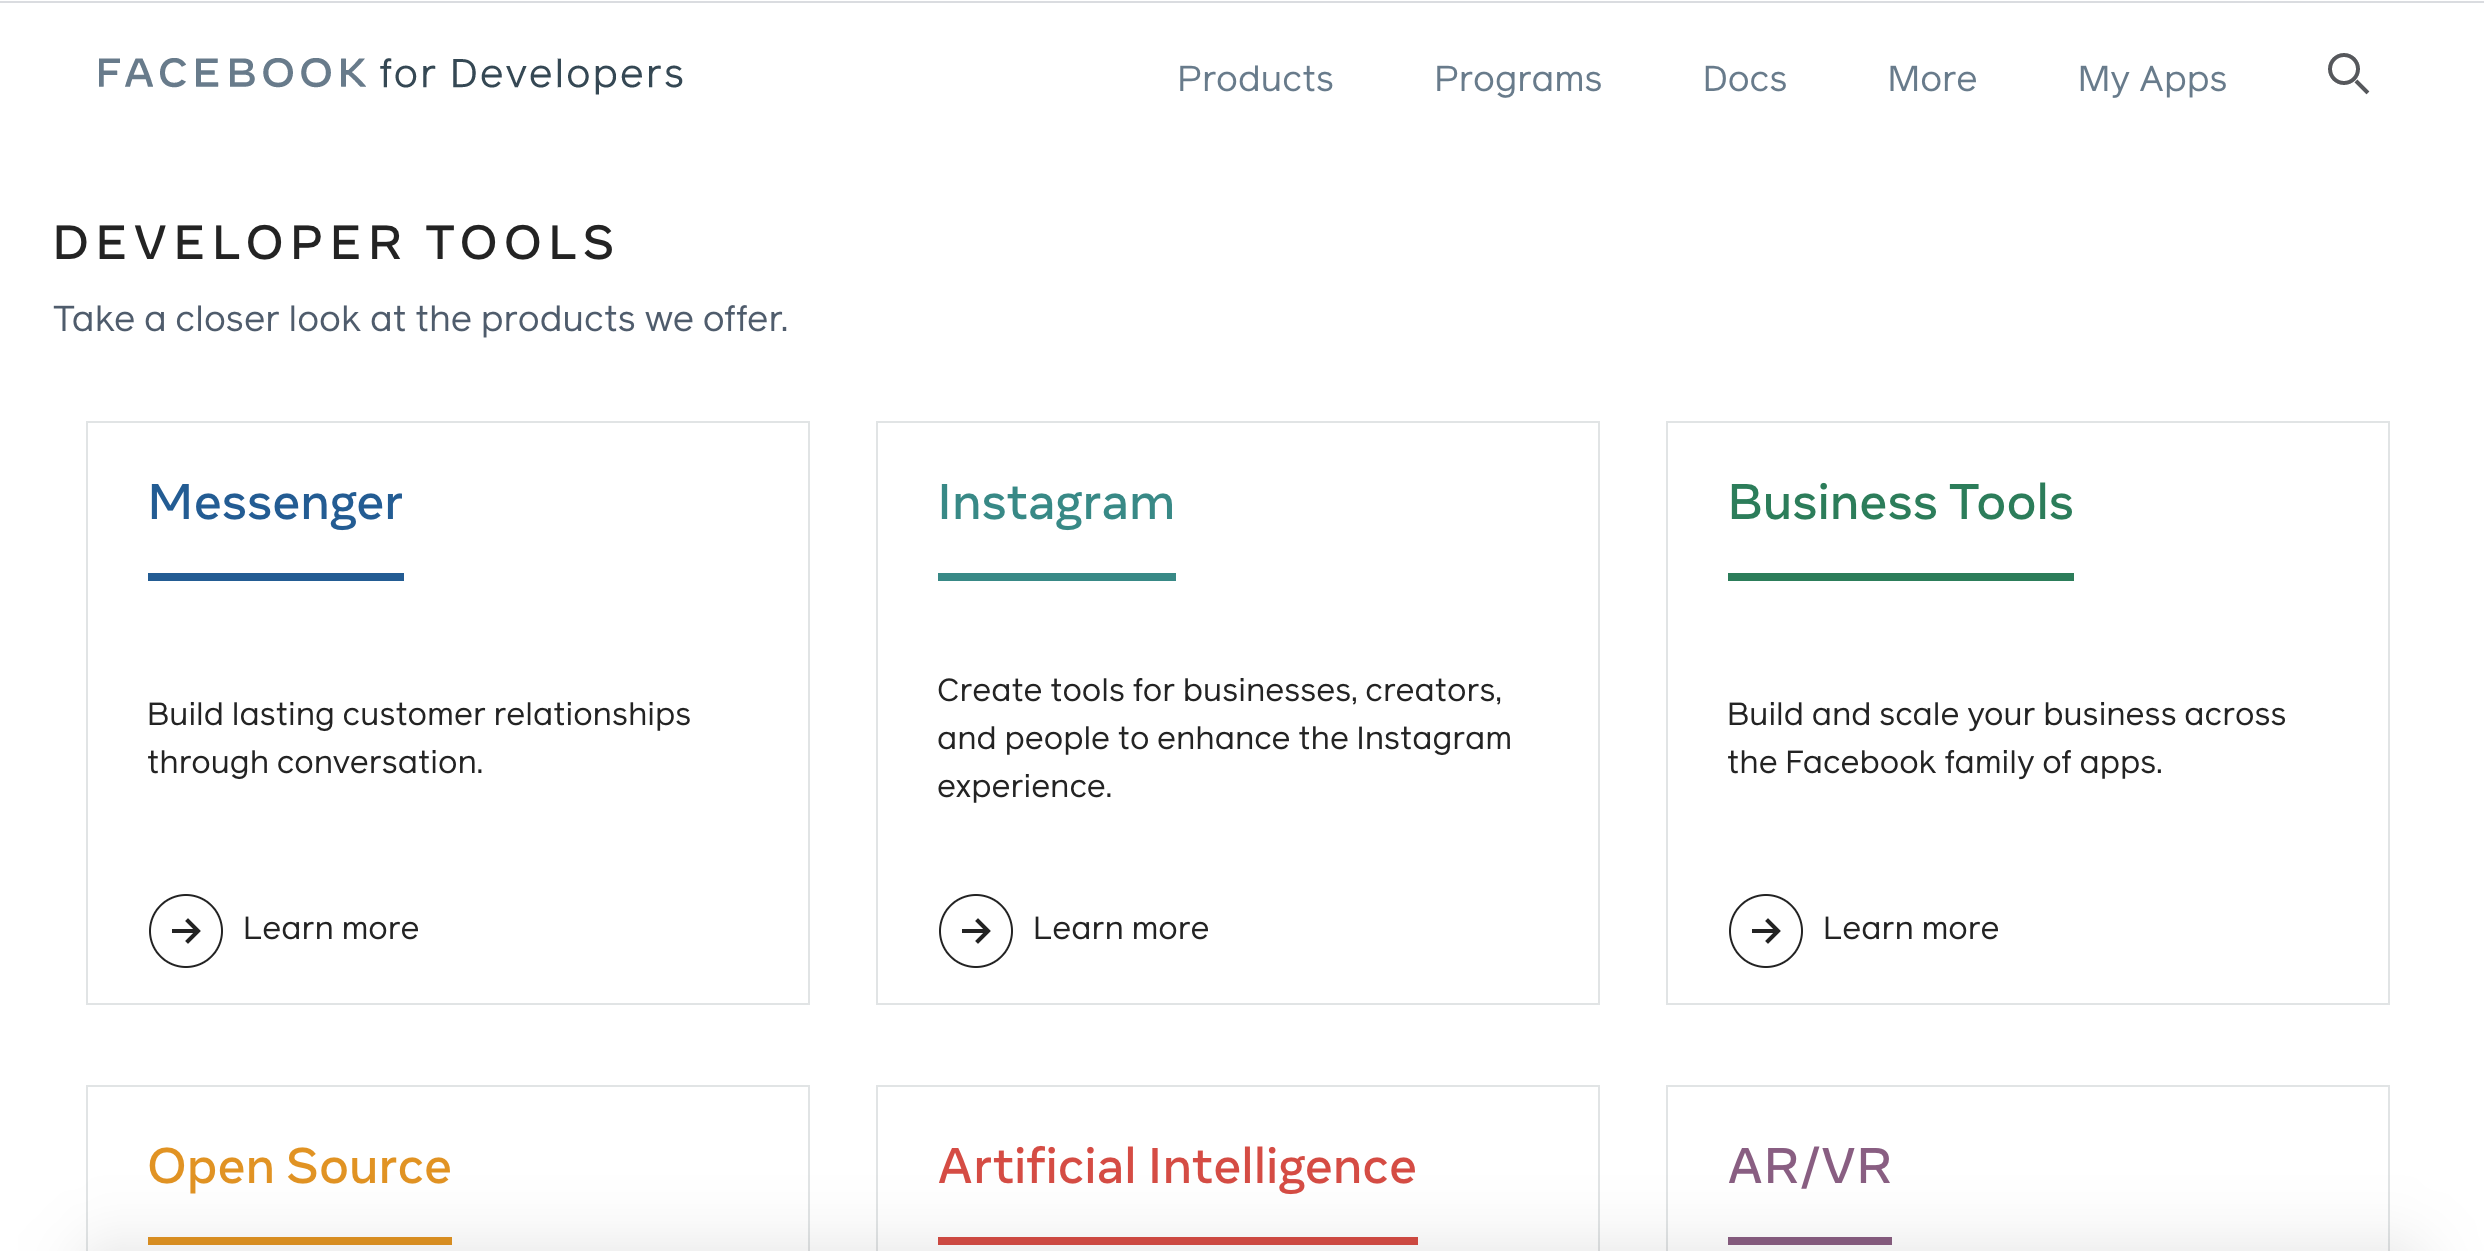 FACEBOOK for Developers
Products
Programs
Docs
More
My Apps
DEVELOPER TOOLS
Take a closer look at the products we offer.
Messenger
Build lasting customer relationships
through conversation.
Learn more
Instagram
Create tools for businesses, creators,
and people to enhance the Instagram
experience.
Learn more
Business Tools
Build and scale your business across
the Facebook family of apps.
Learn more
Open Source
Artificial Intelligence
AR/VR